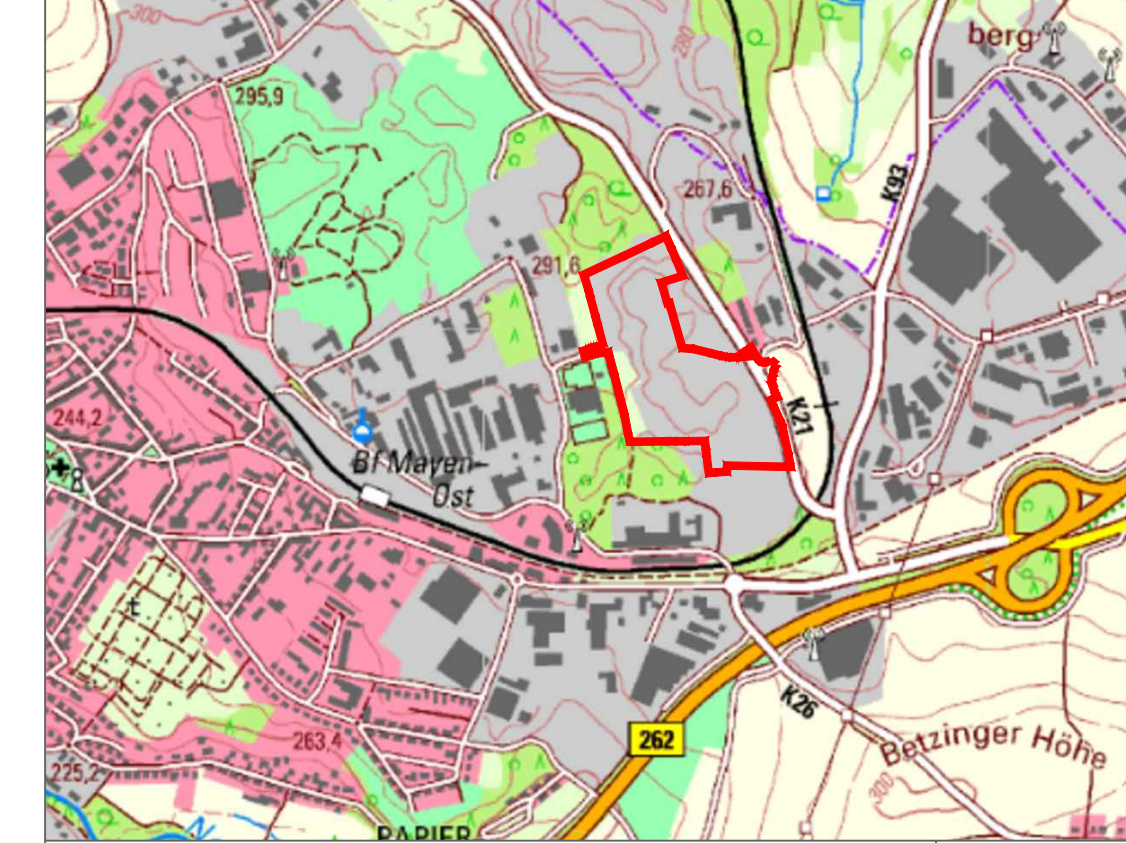 300
berg
280
295,9
K93
267,6
291,6
K21
244,2
Bf Mayen-
Ost
8
t
K26
262
Betzinger Höhe
263,4
225,2
300
N
PAPIER